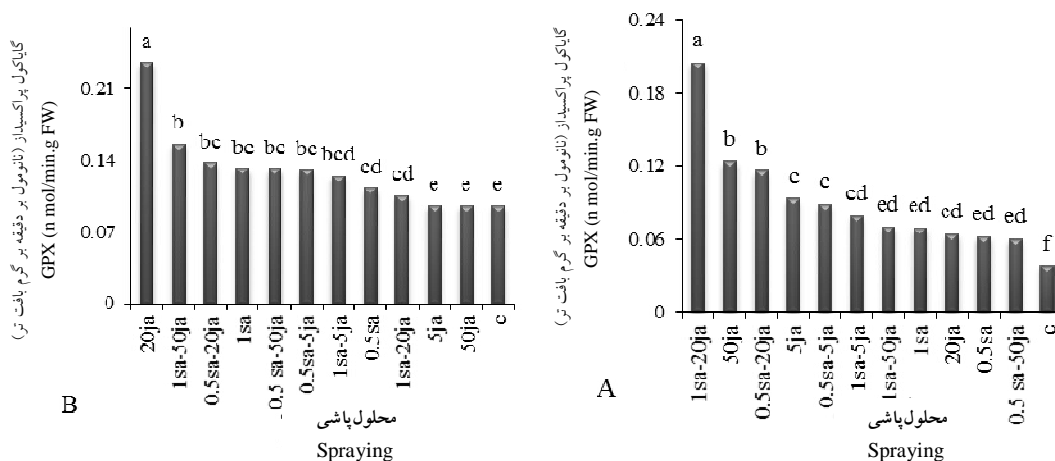 گایاکول پراکسیداز (نانومول بر دقیقه بر گرم بافت تر)
GPX (n mol/min.g FW)
0.21
0.14
0.07
0
a
b
bc
bc
bc
bc
bcd
cd
cd
e
e
e
20ja
1sa-50ja
0.5sa-20ja
1sa
0.5 sa-50ja
0.5sa-5ja
1sa-5ja
0.5sa
1sa-20ja
5ja
50ja
c
B
محلول‌پاشی
Spraying
گایاکول پراکسیداز (نانومول بر دقیقه بر گرم بافت تر)
GPX (n mol/min.g FW)
0.24
0.18
0.12
0.06
0
a
b
b
c
c
cd
ed
ed
ed
ed
ed
f
1sa-20ja
50ja
0.5sa-20ja
5ja
0.5sa-5ja
1sa-5ja
1sa-50ja
1sa
20ja
0.5sa
0.5 sa-50ja
c
A
محلول‌پاشی
Spraying